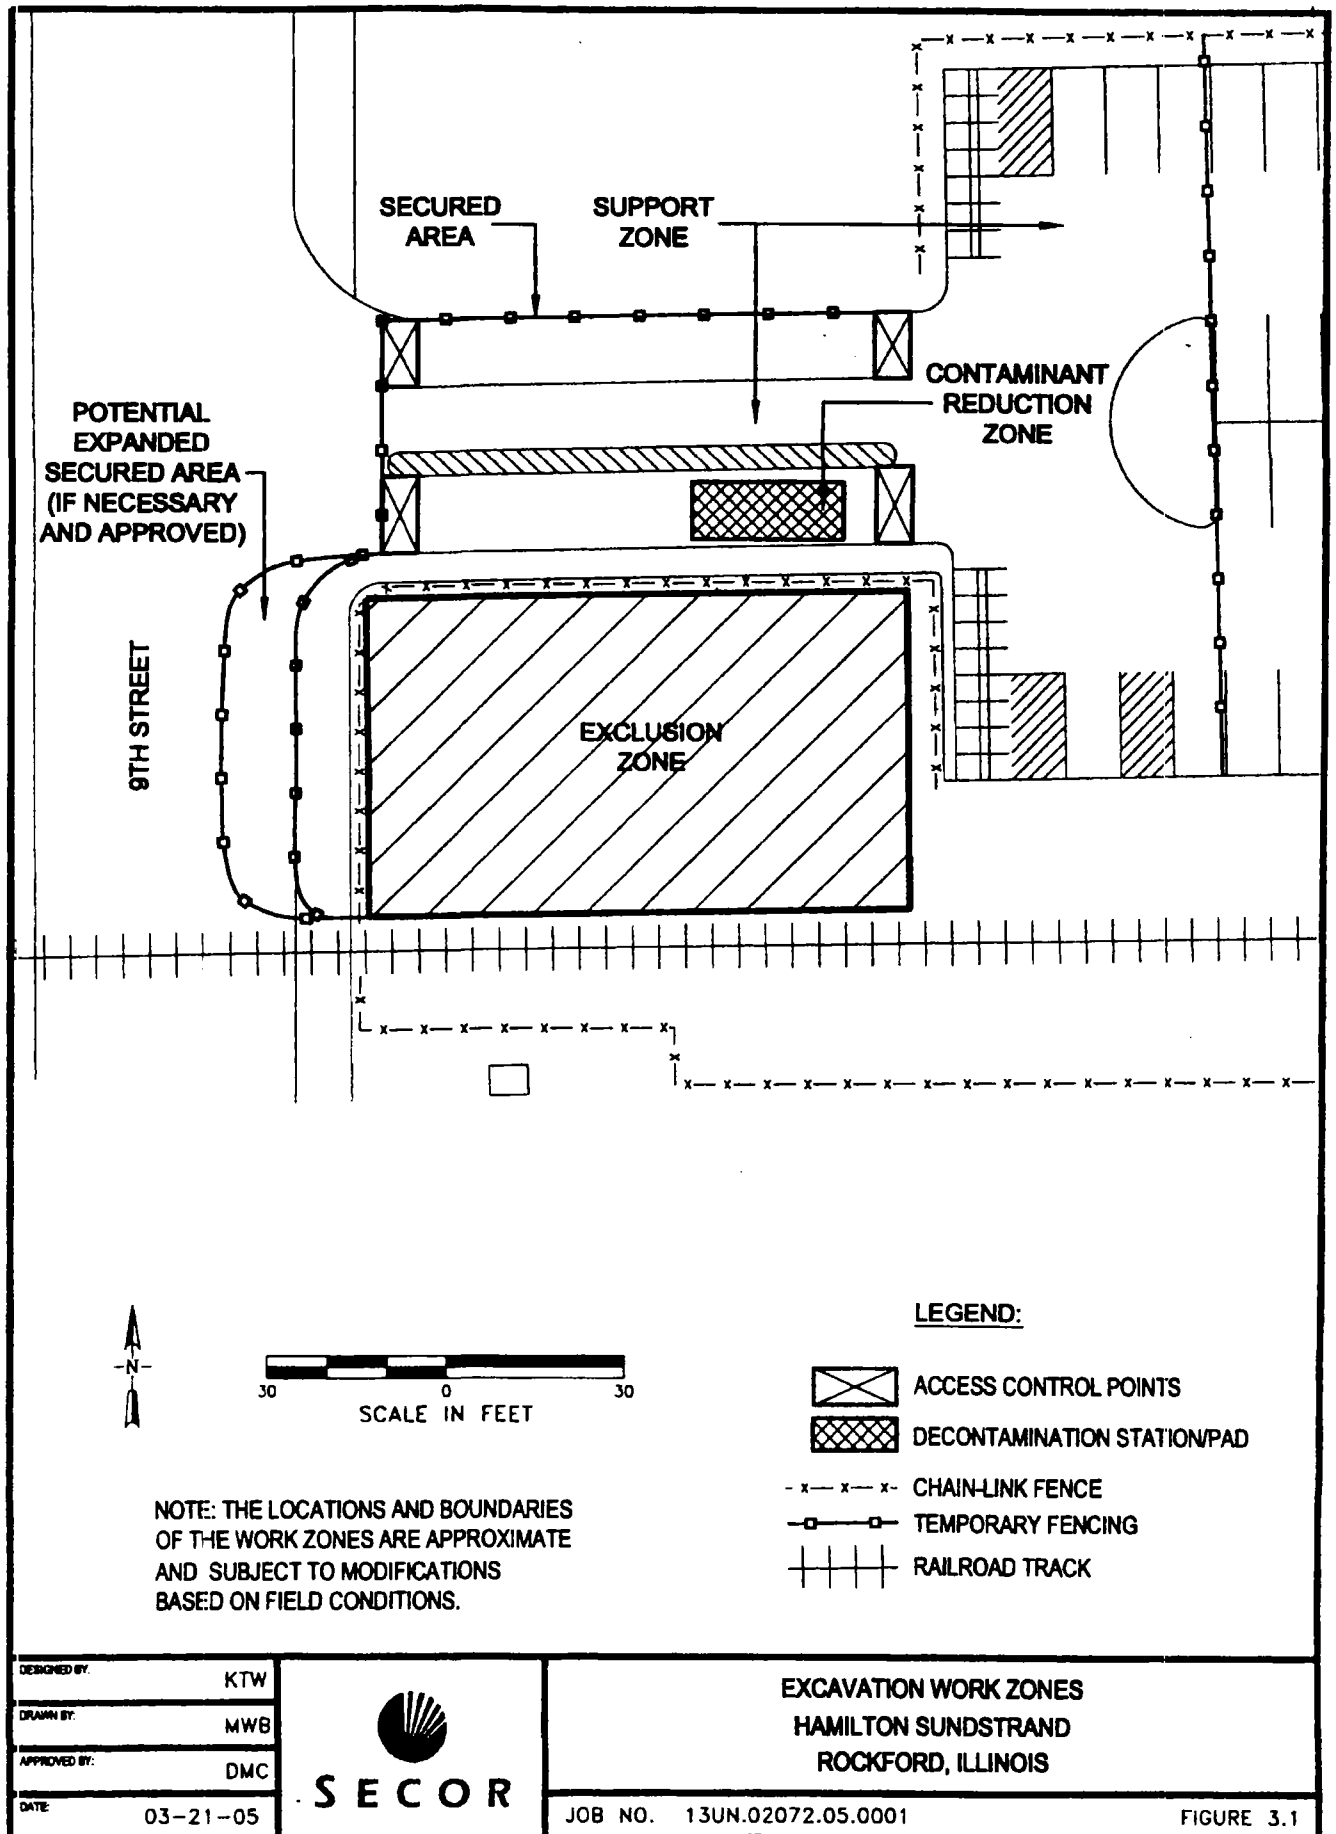 SECURED
AREA
SUPPORT
ZONE
CONTAMINANT
REDUCTION
ZONE
POTENTIAL
EXPANDED
SECURED AREA
(IF NECESSARY
AND APPROVED)
9TH STREET
EXCLUSION
ZONE
N
30 0 30
SCALE IN FEET
LEGEND:
ACCESS CONTROL POINTS
DECONTAMINATION STATION/PAD
CHAIN-LINK FENCE
TEMPORARY FENCING
RAILROAD TRACK
NOTE: THE LOCATIONS AND BOUNDARIES
OF THE WORK ZONES ARE APPROXIMATE
AND SUBJECT TO MODIFICATIONS
BASED ON FIELD CONDITIONS.
DESIGNED BY: KTW
DRAWN BY: MWB
APPROVED BY: DMC
DATE: 03-21-05
SECOR
EXCAVATION WORK ZONES
HAMILTON SUNDSTRAND
ROCKFORD, ILLINOIS
JOB NO. 13UN.02072.05.0001
FIGURE 3.1